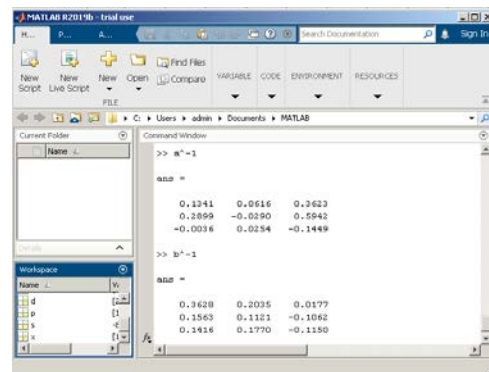 MATLAB R2019b - trial use
H... P... A... Search Documentation Sign In
New Script New Live Script New Open Find Files Compare
VARIABLE CODE ENVIRONMENT RESOURCES
FILE
C: Users admin Documents MATLAB
Current Folder
Name
Details
Workspace
Name
d
p
s
x
Command Window
>> a^-1
ans =
0.1341 0.0616 0.3623
0.2899 -0.0290 0.5942
-0.0036 0.0254 -0.1449
>> b^-1
ans =
0.3628 0.2035 0.0177
0.1563 0.1121 -0.1062
0.1416 0.1770 -0.1150
fx